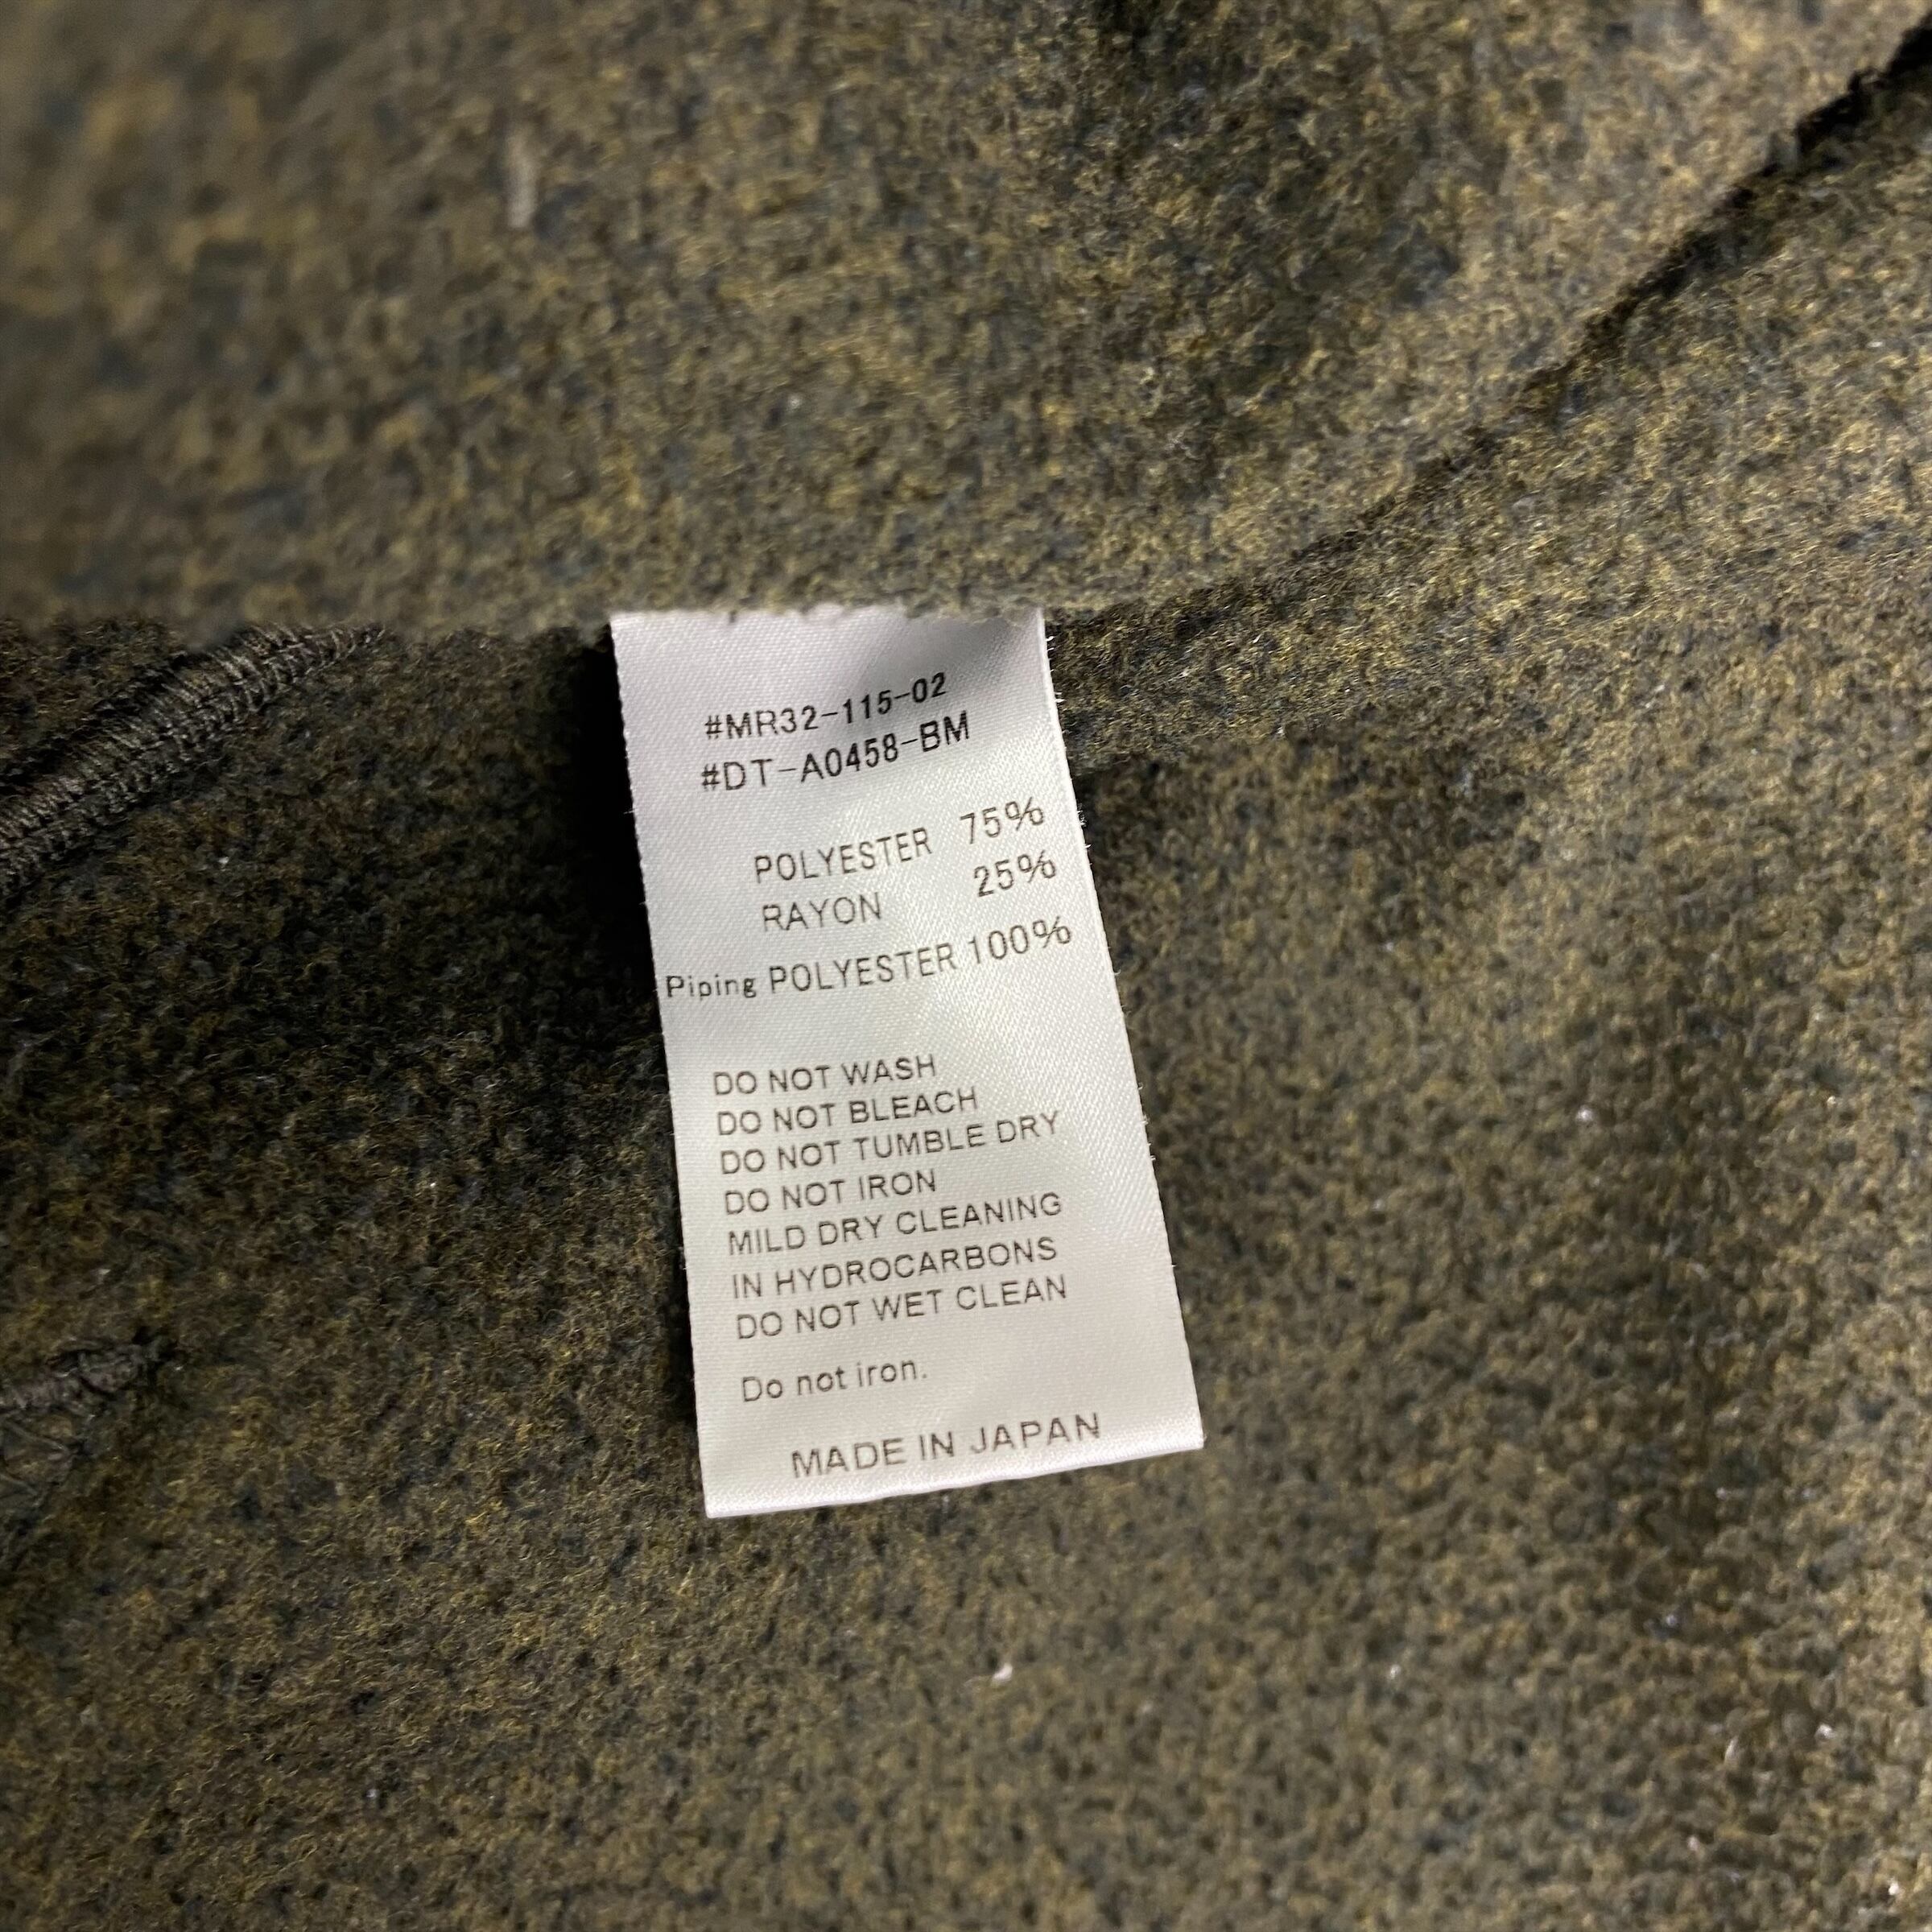 #MR32-115-02
#DT-A0458-BM
POLYESTER 75%
RAYON 25%
Piping POLYESTER 100%
DO NOT WASH
DO NOT BLEACH
DO NOT TUMBLE DRY
DO NOT IRON
MILD DRY CLEANING
IN HYDROCARBONS
DO NOT WET CLEAN
Do not iron.
MADE IN JAPAN